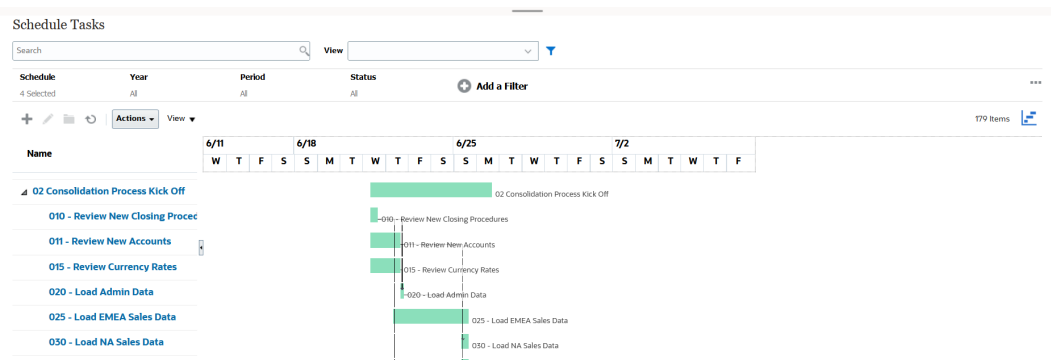 Schedule Tasks
Search View
Schedule Year Period Status
4 Selected All All All
Add a Filter
Actions View 179 Items
Name
6/11 6/18 6/25 7/2
W T F S S M T W T F S S M T W T F S S M T W T F
02 Consolidation Process Kick Off 02 Consolidation Process Kick Off
010 - Review New Closing Proced 010 - Review New Closing Procedures
011 - Review New Accounts 011 - Review New Accounts
015 - Review Currency Rates 015 - Review Currency Rates
020 - Load Admin Data 020 - Load Admin Data
025 - Load EMEA Sales Data 025 - Load EMEA Sales Data
030 - Load NA Sales Data 030 - Load NA Sales Data